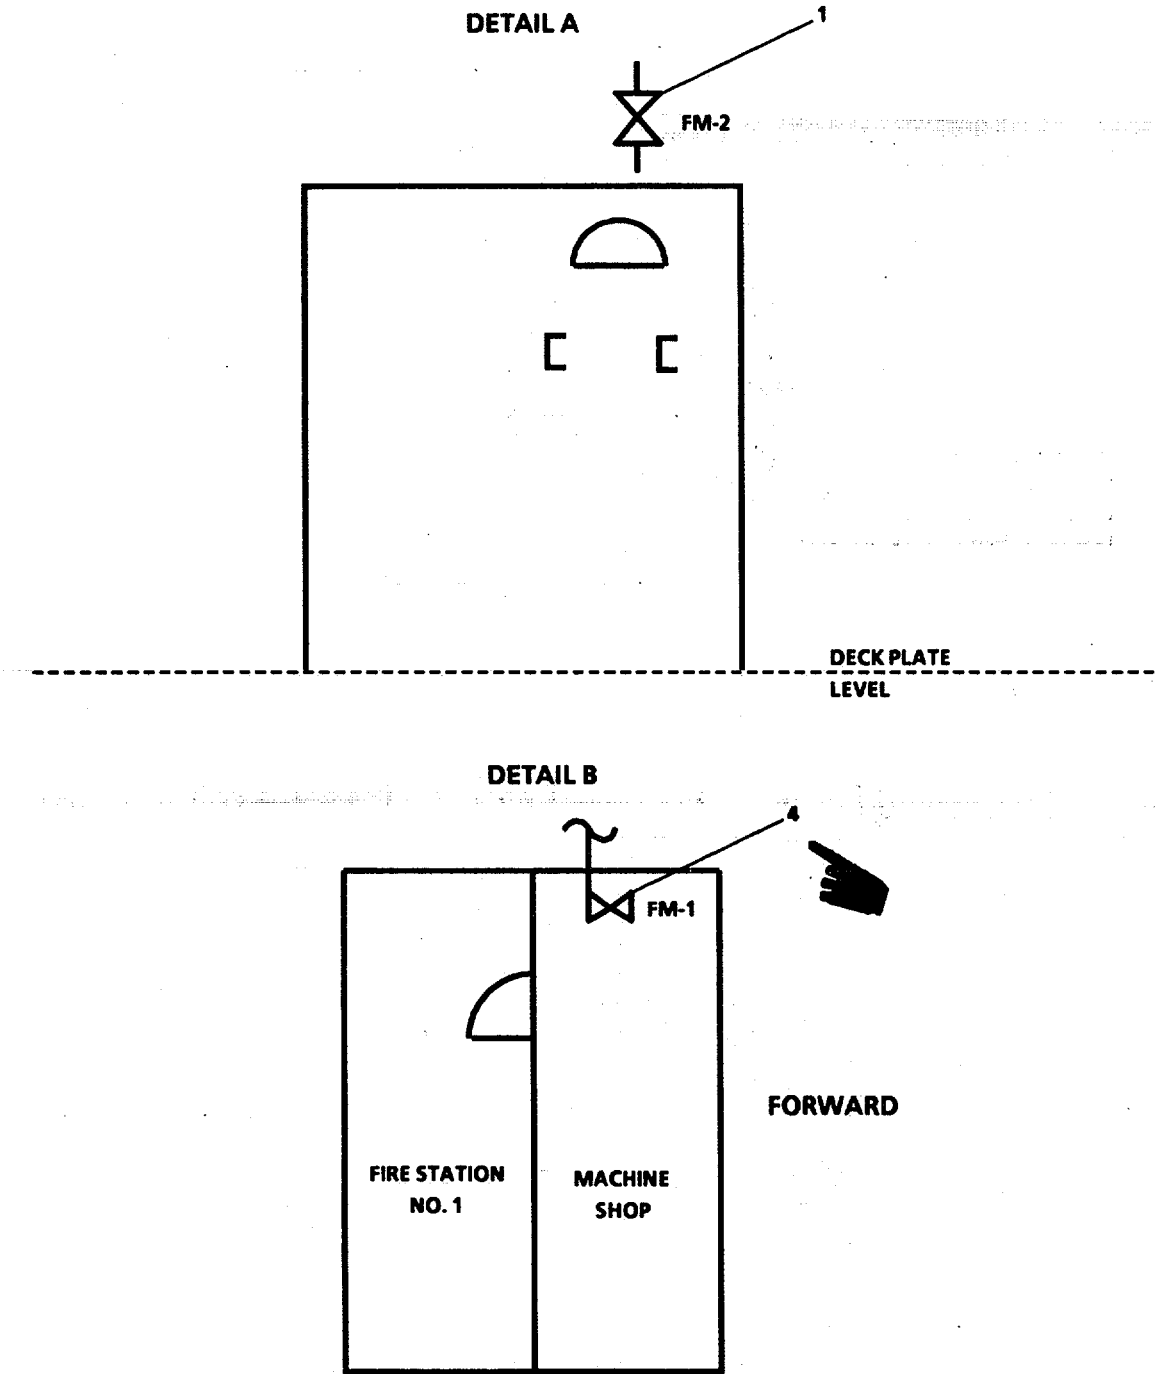 DETAIL A
1
FM-2
DECK PLATE
LEVEL
DETAIL B
4
FM-1
FORWARD
FIRE STATION
NO. 1
MACHINE
SHOP